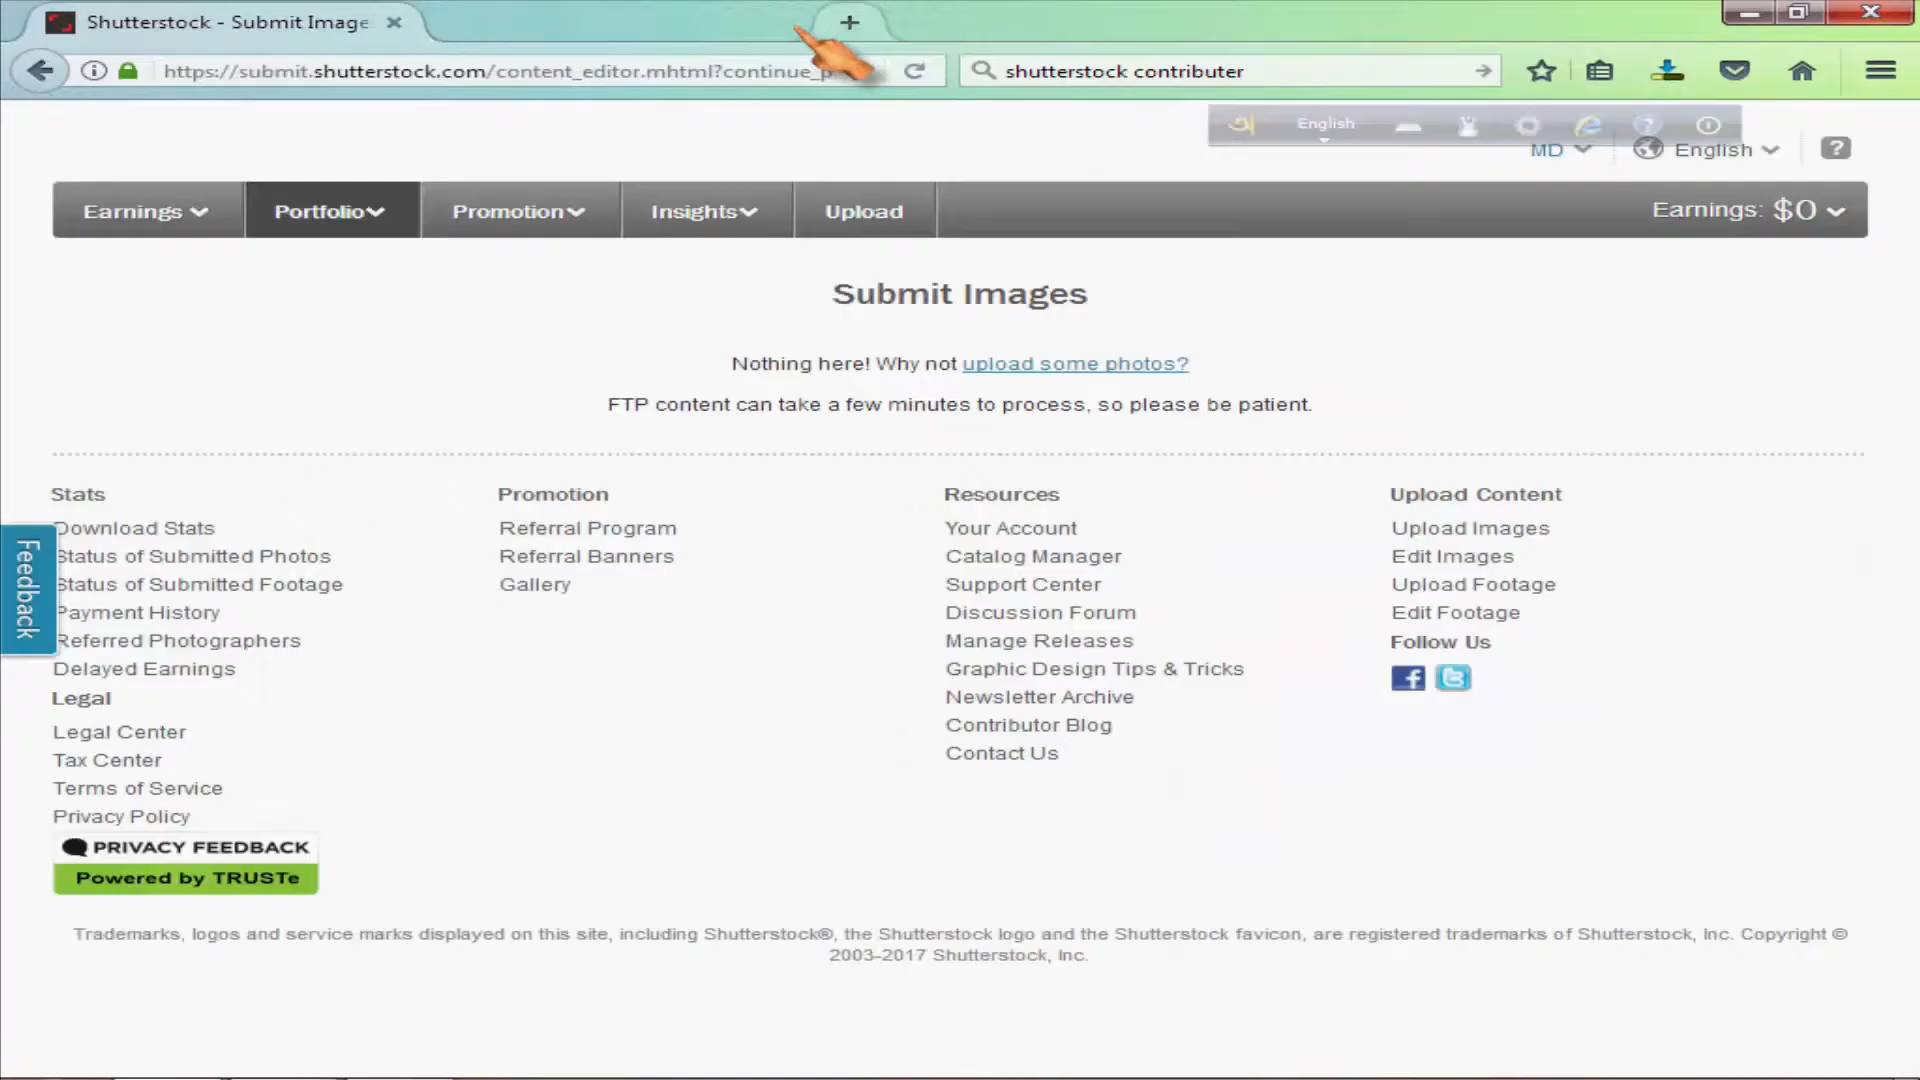 Shutterstock - Submit Image
https://submit.shutterstock.com/content_editor.mhtml?continue_p
shutterstock contributer
অ English
MD English ?
Earnings Portfolio Promotion Insights Upload Earnings: $0
Submit Images
Nothing here! Why not upload some photos?
FTP content can take a few minutes to process, so please be patient.
Stats
Download Stats
Status of Submitted Photos
Status of Submitted Footage
Payment History
Referred Photographers
Delayed Earnings
Legal
Legal Center
Tax Center
Terms of Service
Privacy Policy
PRIVACY FEEDBACK
Powered by TRUSTe
Promotion
Referral Program
Referral Banners
Gallery
Resources
Your Account
Catalog Manager
Support Center
Discussion Forum
Manage Releases
Graphic Design Tips & Tricks
Newsletter Archive
Contributor Blog
Contact Us
Upload Content
Upload Images
Edit Images
Upload Footage
Edit Footage
Follow Us
Feedback
Trademarks, logos and service marks displayed on this site, including Shutterstock®, the Shutterstock logo and the Shutterstock favicon, are registered trademarks of Shutterstock, Inc. Copyright ©
2003-2017 Shutterstock, Inc.